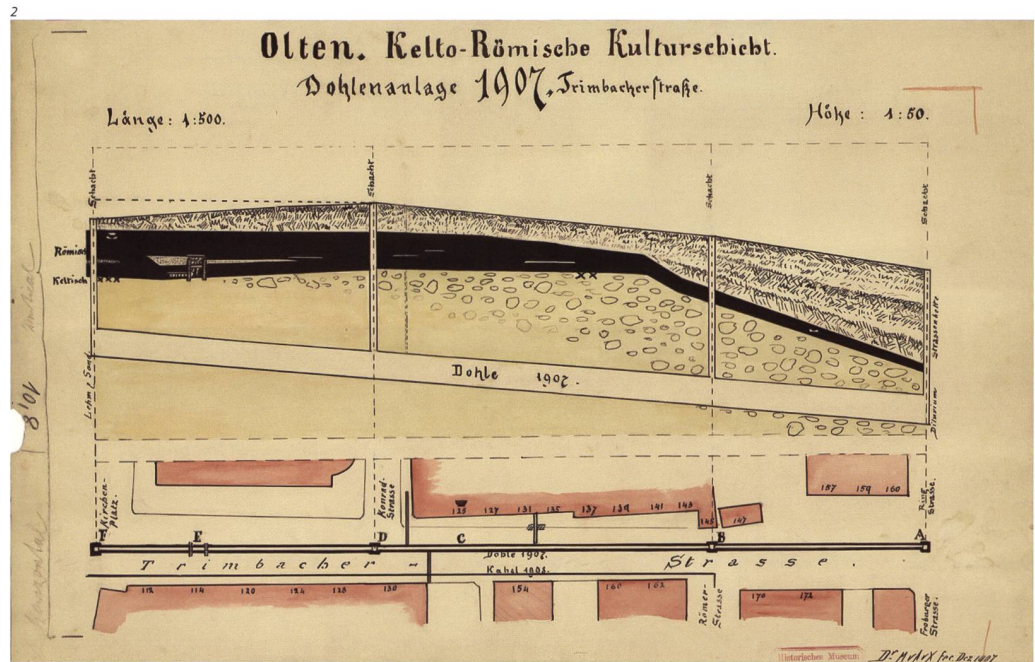 2
Olten. Kelto-Römische Kulturschicht.
Dohlenanlage 1907, Trimbacherstraße.
Länge: 1:500.
Höhe: 1:50.
Schacht
Schacht
Schacht
Schacht
Römisch
Keltisch
Lehm, Sand
Diluvium
Dohle 1907.
Kirchen-
Platz.
Konrad-
Strasse
Ring-
Strasse.
125 127 131 135 137 139 141 143
145 147
157 159 160
F E D C B A
Dohle 1907.
Trimbacher- Strasse.
Kabel 1904.
112 114 120 124 128 130
154
160 162
170 172
Römer-
Strasse
Froburger
Strasse.
Historisches Museum
Dr MvArx fec Dez 1907